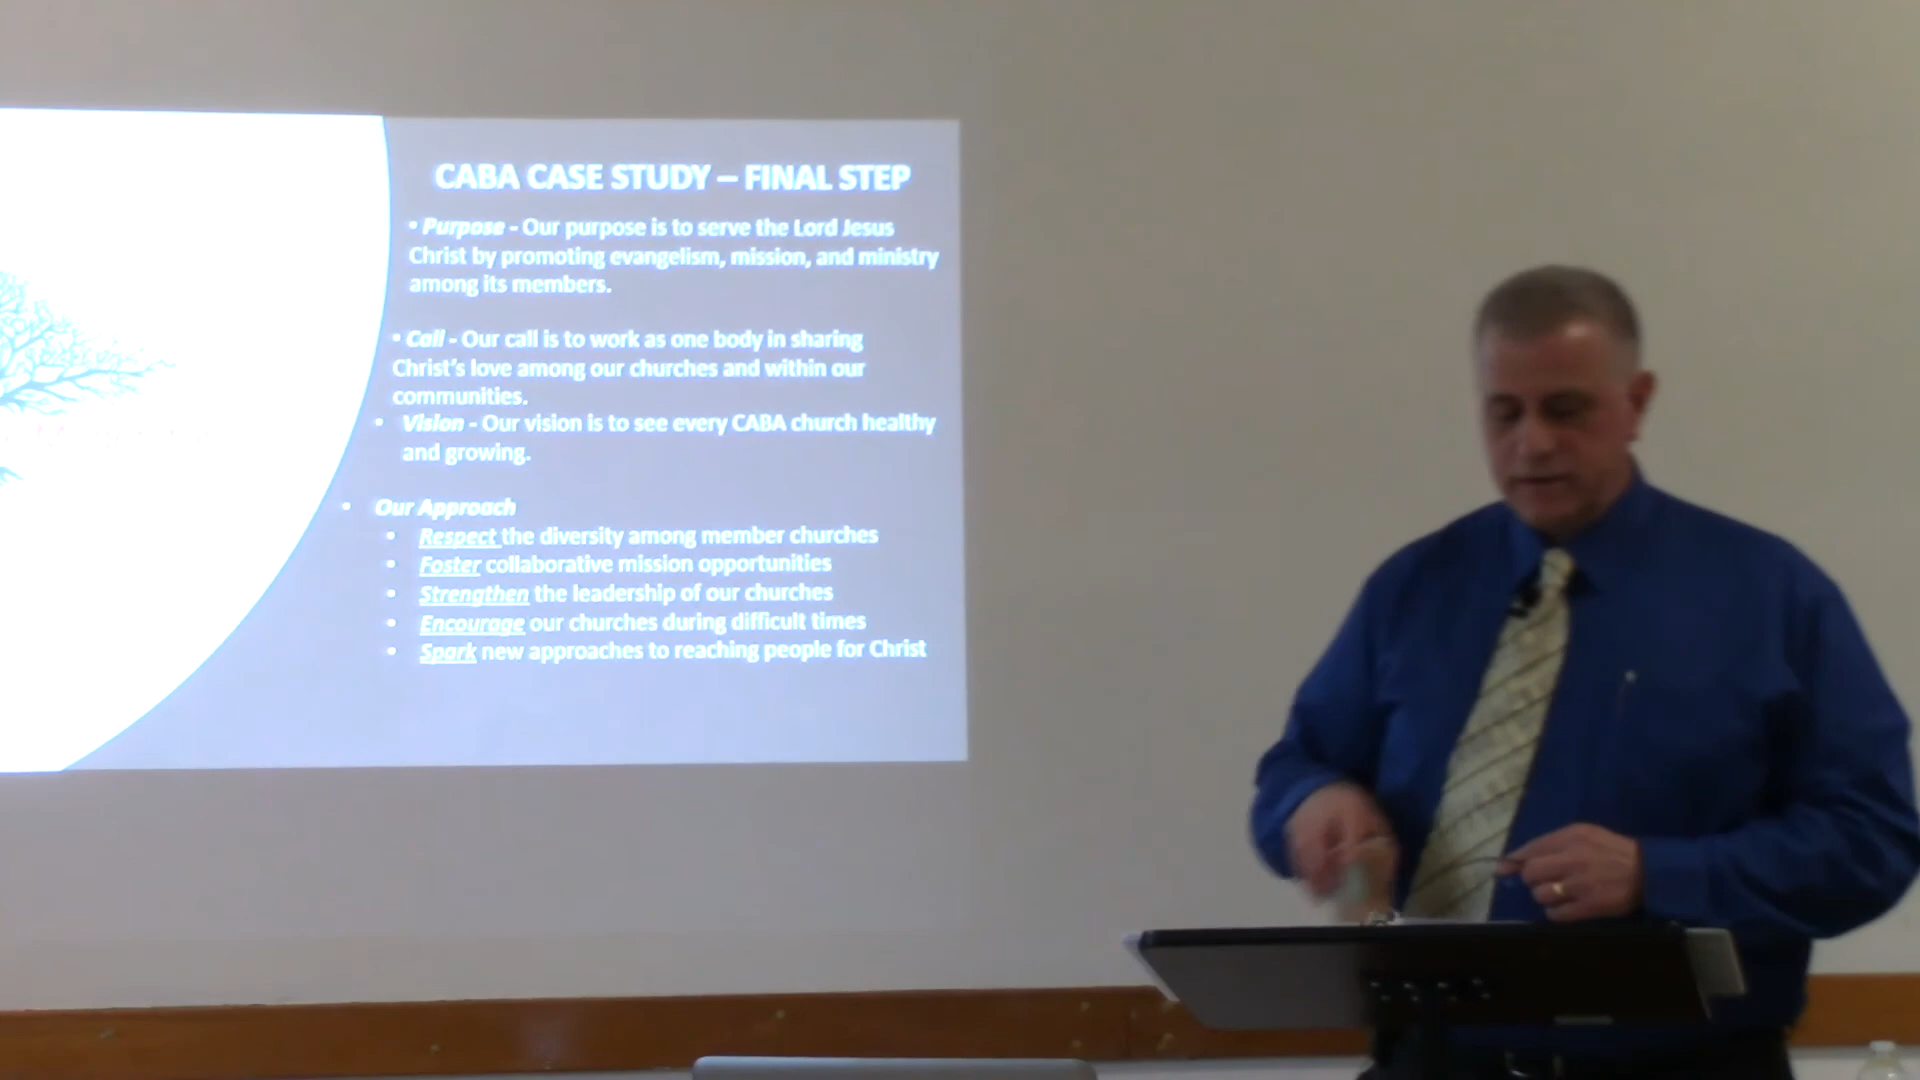 CABA CASE STUDY – FINAL STEP
• Purpose - Our purpose is to serve the Lord Jesus
Christ by promoting evangelism, mission, and ministry
among its members.
• Call - Our call is to work as one body in sharing
Christ's love among our churches and within our
communities.
• Vision - Our vision is to see every CABA church healthy
and growing.
• Our Approach
• Respect the diversity among member churches
• Foster collaborative mission opportunities
• Strengthen the leadership of our churches
• Encourage our churches during difficult times
• Spark new approaches to reaching people for Christ